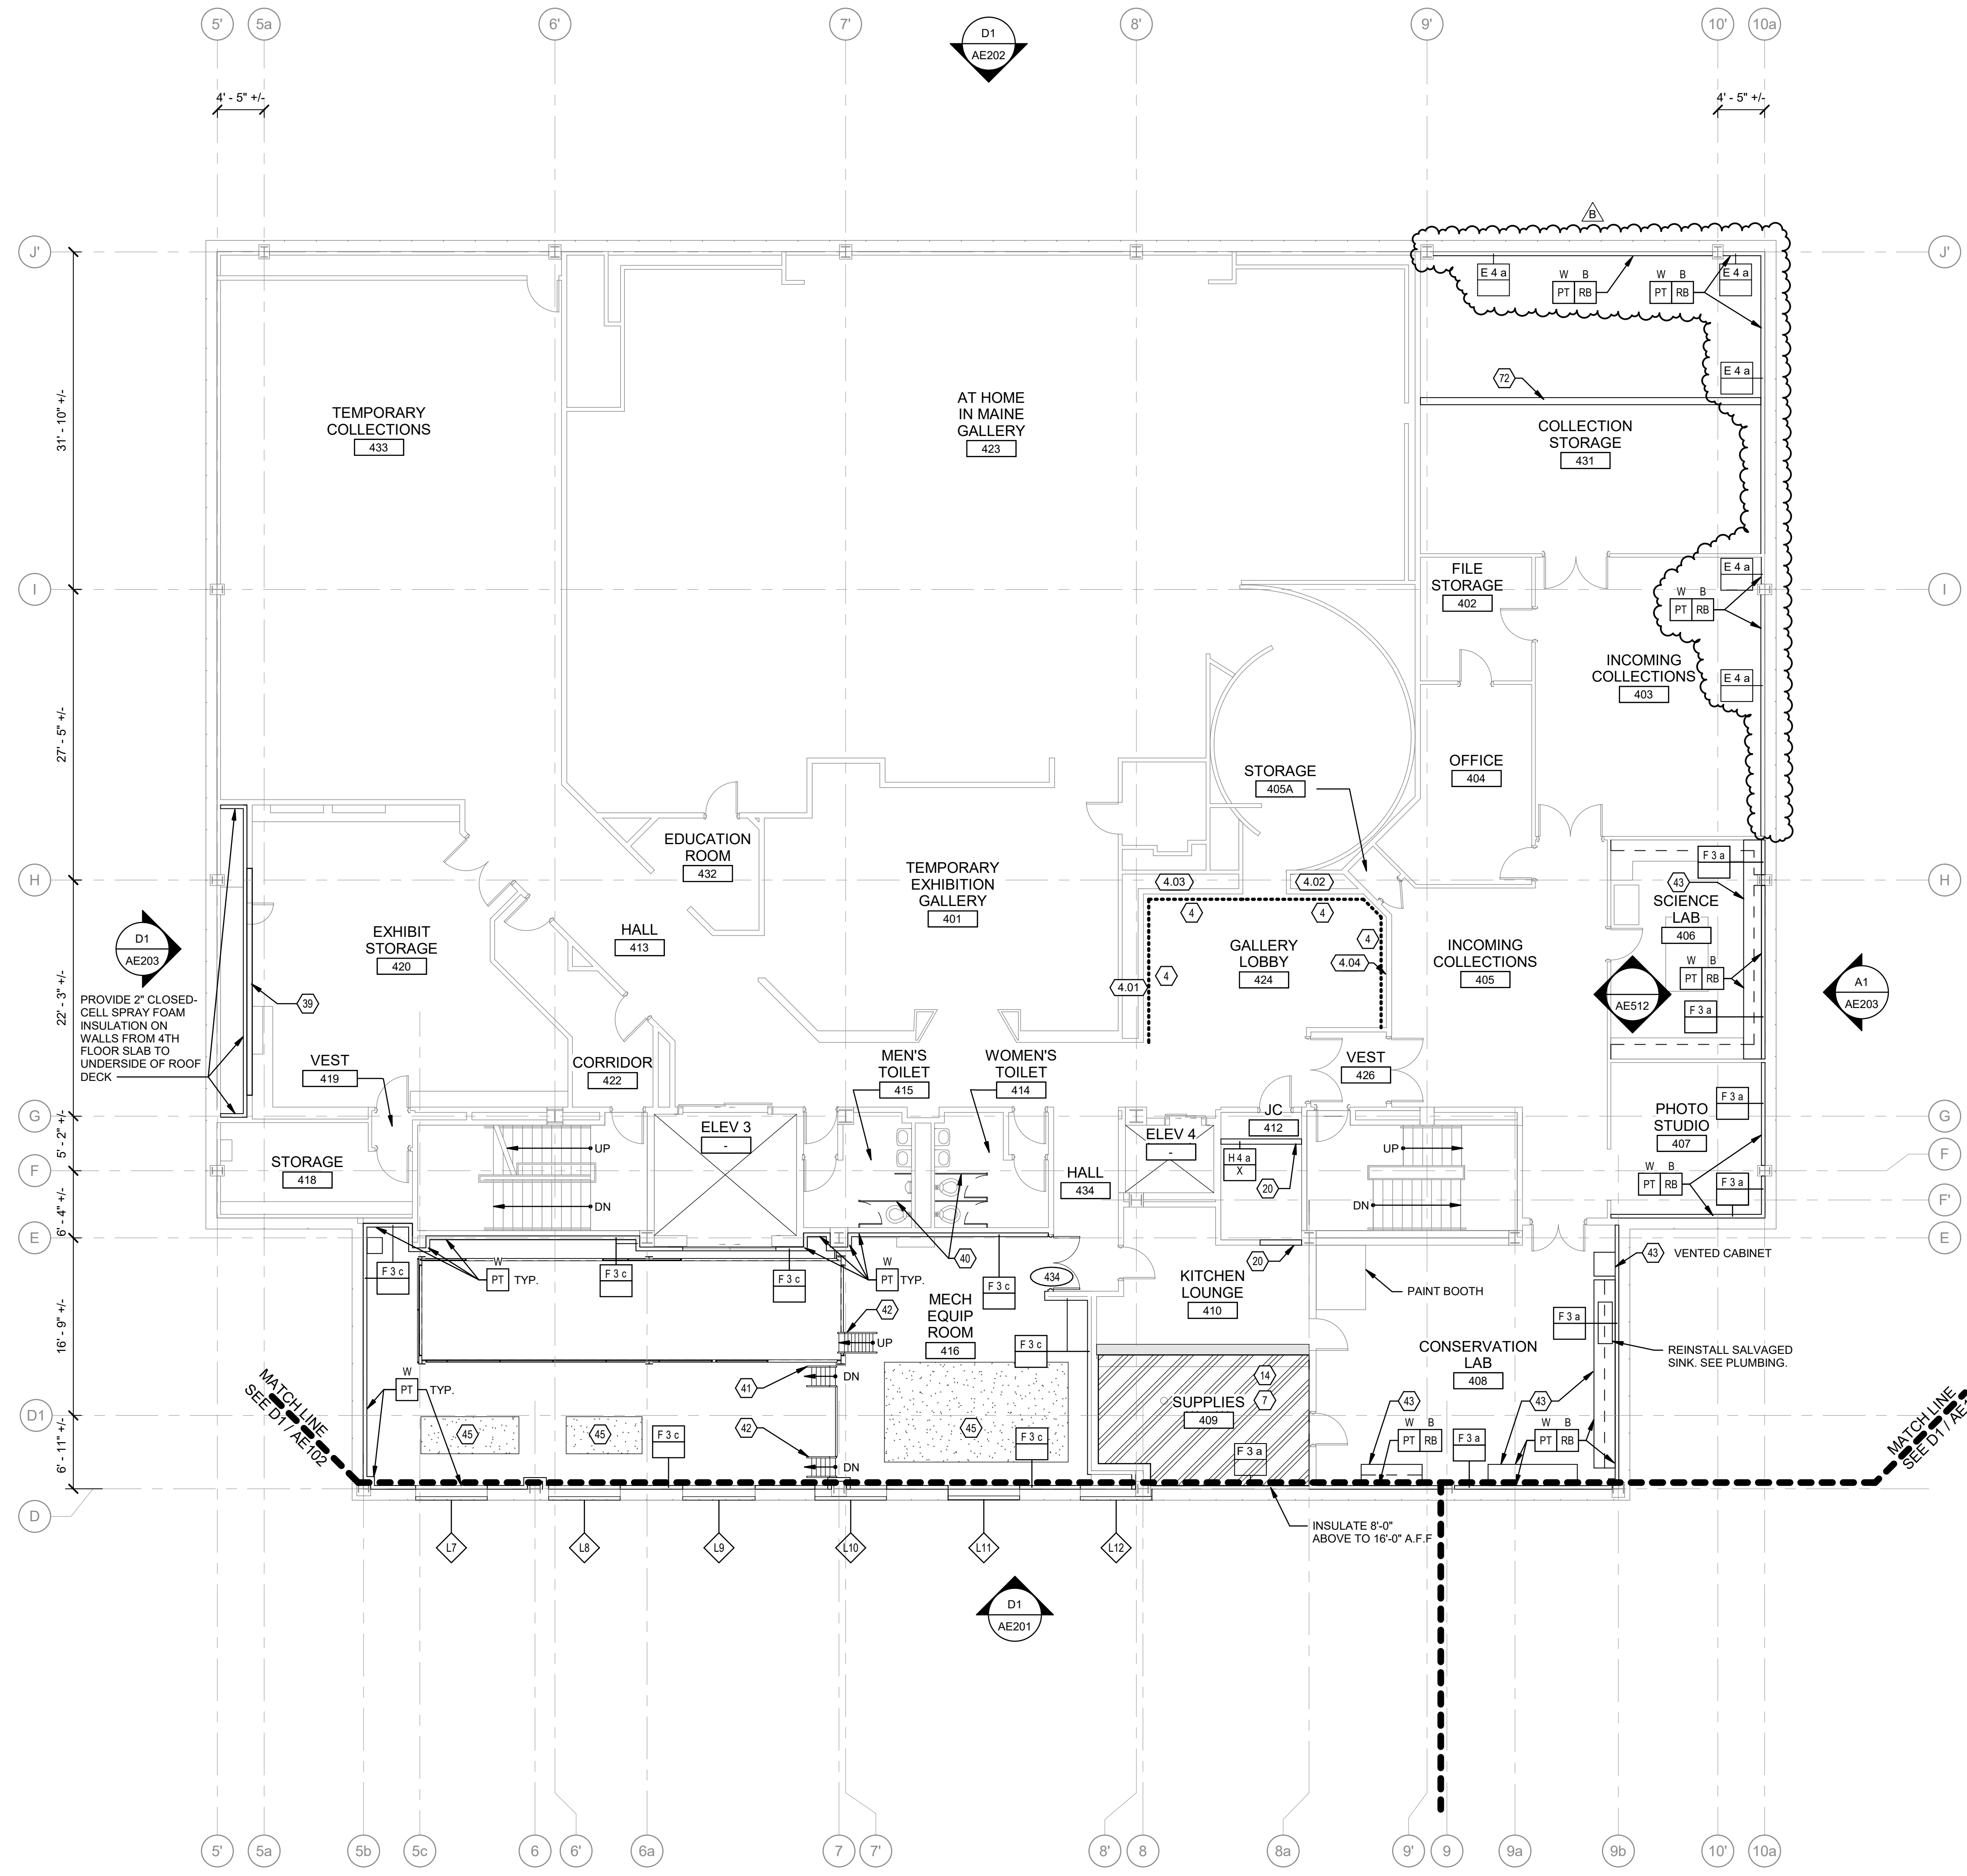 5'
5a
6'
7'
8'
9'
10'
10a
D1
AE202
4' - 5" +/-
4' - 5" +/-
B
J'
J'
E 4 a
W B
PT RB
W B
PT RB
E 4 a
E 4 a
72
31' - 10" +/-
TEMPORARY
COLLECTIONS
433
AT HOME
IN MAINE
GALLERY
423
COLLECTION
STORAGE
431
I
I
FILE
STORAGE
402
E 4 a
W B
PT RB
INCOMING
COLLECTIONS
403
E 4 a
27' - 5" +/-
STORAGE
405A
OFFICE
404
EDUCATION
ROOM
432
TEMPORARY
EXHIBITION
GALLERY
401
H
H
4.03
4.02
4
4
4
4
4.01
4.04
F 3 a
43
SCIENCE
LAB
406
W B
PT RB
F 3 a
AE512
A1
AE203
D1
AE203
EXHIBIT
STORAGE
420
HALL
413
GALLERY
LOBBY
424
INCOMING
COLLECTIONS
405
39
22' - 3" +/-
PROVIDE 2" CLOSED-
CELL SPRAY FOAM
INSULATION ON
WALLS FROM 4TH
FLOOR SLAB TO
UNDERSIDE OF ROOF
DECK
VEST
419
CORRIDOR
422
MEN'S
TOILET
415
WOMEN'S
TOILET
414
VEST
426
F 3 a
PHOTO
STUDIO
407
W B
PT RB
F 3 a
G
G
5' - 2" +/-
F
F
F'
6' - 4" +/-
STORAGE
418
UP
DN
ELEV 3
-
HALL
434
ELEV 4
-
JC
412
H 4 a
X
20
20
UP
DN
E
E
F 3 c
W
PT TYP.
F 3 c
F 3 c
W
PT TYP.
40
F 3 c
434
42
UP
MECH
EQUIP
ROOM
416
F 3 c
KITCHEN
LOUNGE
410
PAINT BOOTH
43
VENTED CABINET
F 3 a
REINSTALL SALVAGED
SINK. SEE PLUMBING.
CONSERVATION
LAB
408
16' - 9" +/-
W
PT TYP.
41
DN
42
DN
14
7
SUPPLIES
409
43
43
W B
PT RB
F 3 a
W B
PT RB
MATCH LINE
SEE D1 / AE102
MATCH LINE
D1
6' - 11" +/-
45
45
F 3 c
45
F 3 c
F 3 a
D
INSULATE 8'-0"
ABOVE TO 16'-0" A.F.F
L7
L8
L9
L10
L11
L12
D1
AE201
5'
5a
5b
5c
6
6'
6a
7
7'
8'
8
8a
9'
9
9a
9b
10'
10a